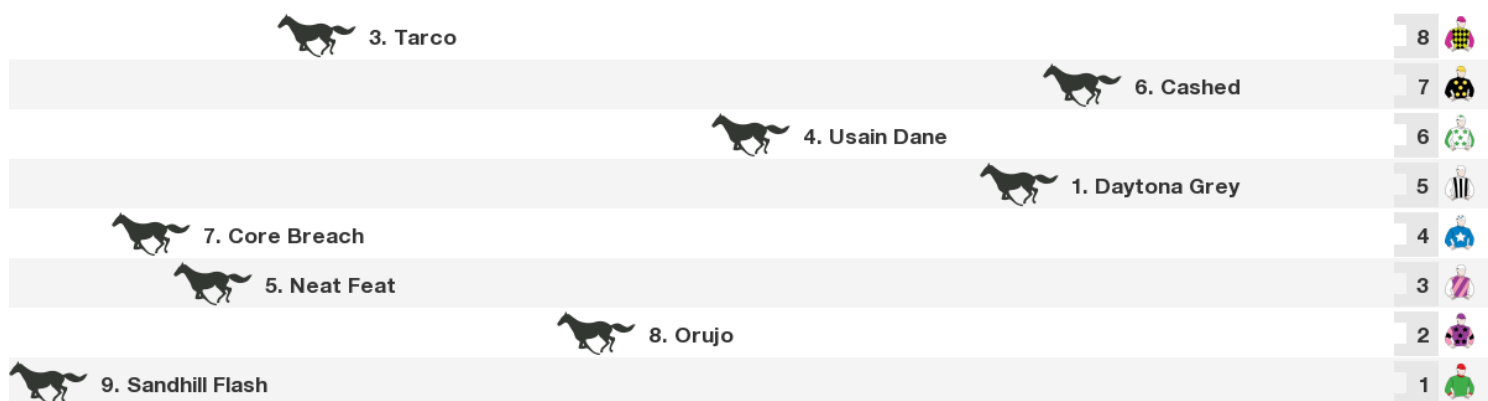 3. Tarco 8
6. Cashed 7
4. Usain Dane 6
1. Daytona Grey 5
7. Core Breach 4
5. Neat Feat 3
8. Orujo 2
9. Sandhill Flash 1